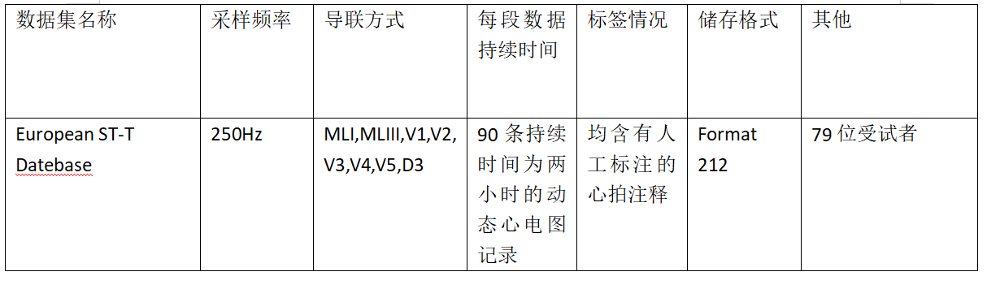 数据集名称
采样频率
导联方式
每段数据
持续时间
标签情况
储存格式
其他
European ST-T
Datebase
250Hz
MLI,MLIII,V1,V2,
V3,V4,V5,D3
90 条持续
时间为两
小时的动
态心电图
记录
均含有人
工标注的
心拍注释
Format
212
79 位受试者